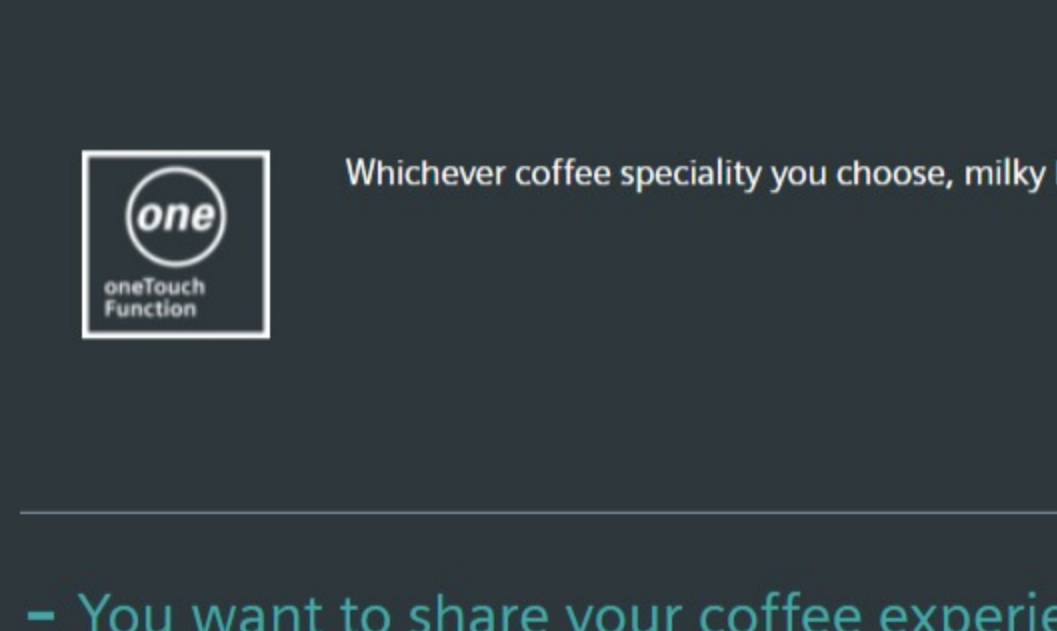 one
oneTouch
Function
Whichever coffee speciality you choose, milky
– You want to share your coffee